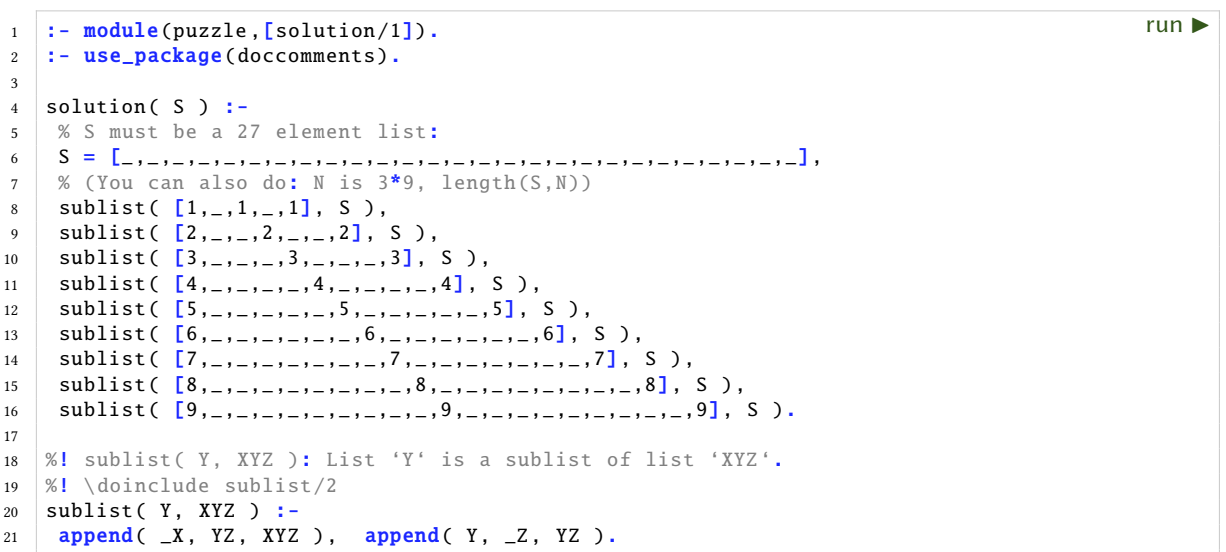 run ▶
1 :- module(puzzle,[solution/1]).
2 :- use_package(doccomments).
3
4 solution( S ) :-
5 % S must be a 27 element list:
6 S = [_,_,_,_,_,_,_,_,_,_,_,_,_,_,_,_,_,_,_,_,_,_,_,_,_,_,_],
7 % (You can also do: N is 3*9, length(S,N))
8 sublist( [1,_,1,_,1], S ),
9 sublist( [2,_,_,2,_,_,2], S ),
10 sublist( [3,_,_,_,3,_,_,_,3], S ),
11 sublist( [4,_,_,_,_,4,_,_,_,_,4], S ),
12 sublist( [5,_,_,_,_,_,5,_,_,_,_,_,5], S ),
13 sublist( [6,_,_,_,_,_,_,6,_,_,_,_,_,_,6], S ),
14 sublist( [7,_,_,_,_,_,_,_,7,_,_,_,_,_,_,_,7], S ),
15 sublist( [8,_,_,_,_,_,_,_,_,8,_,_,_,_,_,_,_,_,8], S ),
16 sublist( [9,_,_,_,_,_,_,_,_,_,9,_,_,_,_,_,_,_,_,_,9], S ).
17
18 %! sublist( Y, XYZ ): List ‘Y‘ is a sublist of list ‘XYZ‘.
19 %! \doinclude sublist/2
20 sublist( Y, XYZ ) :-
21 append( _X, YZ, XYZ ), append( Y, _Z, YZ ).